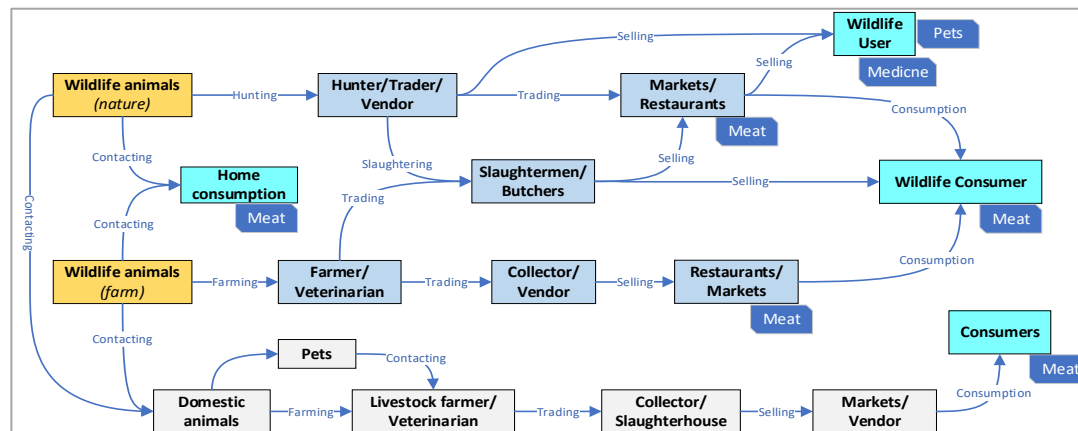 Wildlife
User
Pets
Selling
Medicne
Selling
Wildlife animals
(nature)
Hunting
Hunter/Trader/
Vendor
Trading
Markets/
Restaurants
Meat
Consumption
Contacting
Slaughtering
Selling
Home
consumption
Meat
Slaughtermen/
Butchers
Selling
Wildlife Consumer
Meat
Trading
Contacting
Contacting
Wildlife animals
(farm)
Farming
Farmer/
Veterinarian
Trading
Collector/
Vendor
Selling
Restaurants/
Markets
Meat
Consumption
Contacting
Consumers
Meat
Pets
Contacting
Consumption
Domestic
animals
Farming
Livestock farmer/
Veterinarian
Trading
Collector/
Slaughterhouse
Selling
Markets/
Vendor